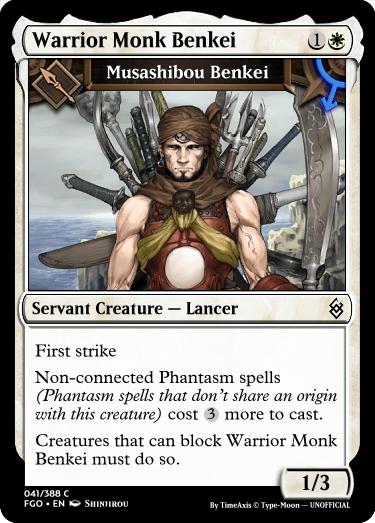 Warrior Monk Benkei 1
Musashibou Benkei
Servant Creature — Lancer
First strike
Non-connected Phantasm spells
(Phantasm spells that don't share an origin
with this creature) cost 3 more to cast.
Creatures that can block Warrior Monk
Benkei must do so.
1/3
041/388 C
FGO • EN SHINJIROU
By TimeAxis © Type-Moon — UNOFFICIAL